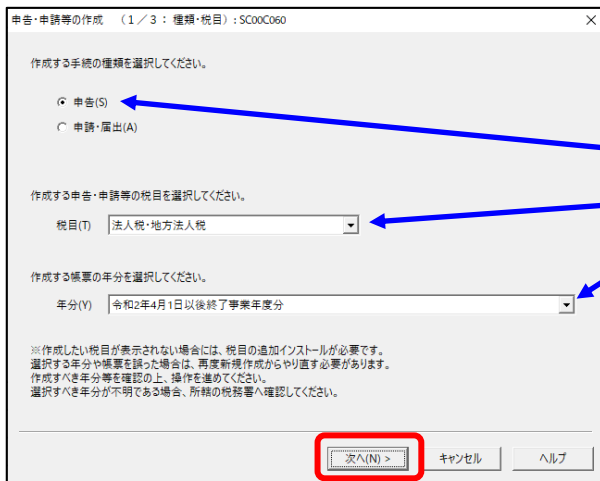 申告・申請等の作成 (1/3:種類・税目):SC00C060
作成する手続の種類を選択してください。
申告(S)
申請・届出(A)
作成する申告・申請等の税目を選択してください。
税目(T) 法人税・地方法人税
作成する帳票の年分を選択してください。
年分(Y) 令和2年4月1日以後終了事業年度分
※作成したい税目が表示されない場合には、税目の追加インストールが必要です。
選択する年分や帳票を誤った場合は、再度新規作成からやり直す必要があります。
作成すべき年分等を確認の上、操作を進めてください。
選択すべき年分が不明である場合、所轄の税務署へ確認してください。
次へ(N) > キャンセル ヘルプ